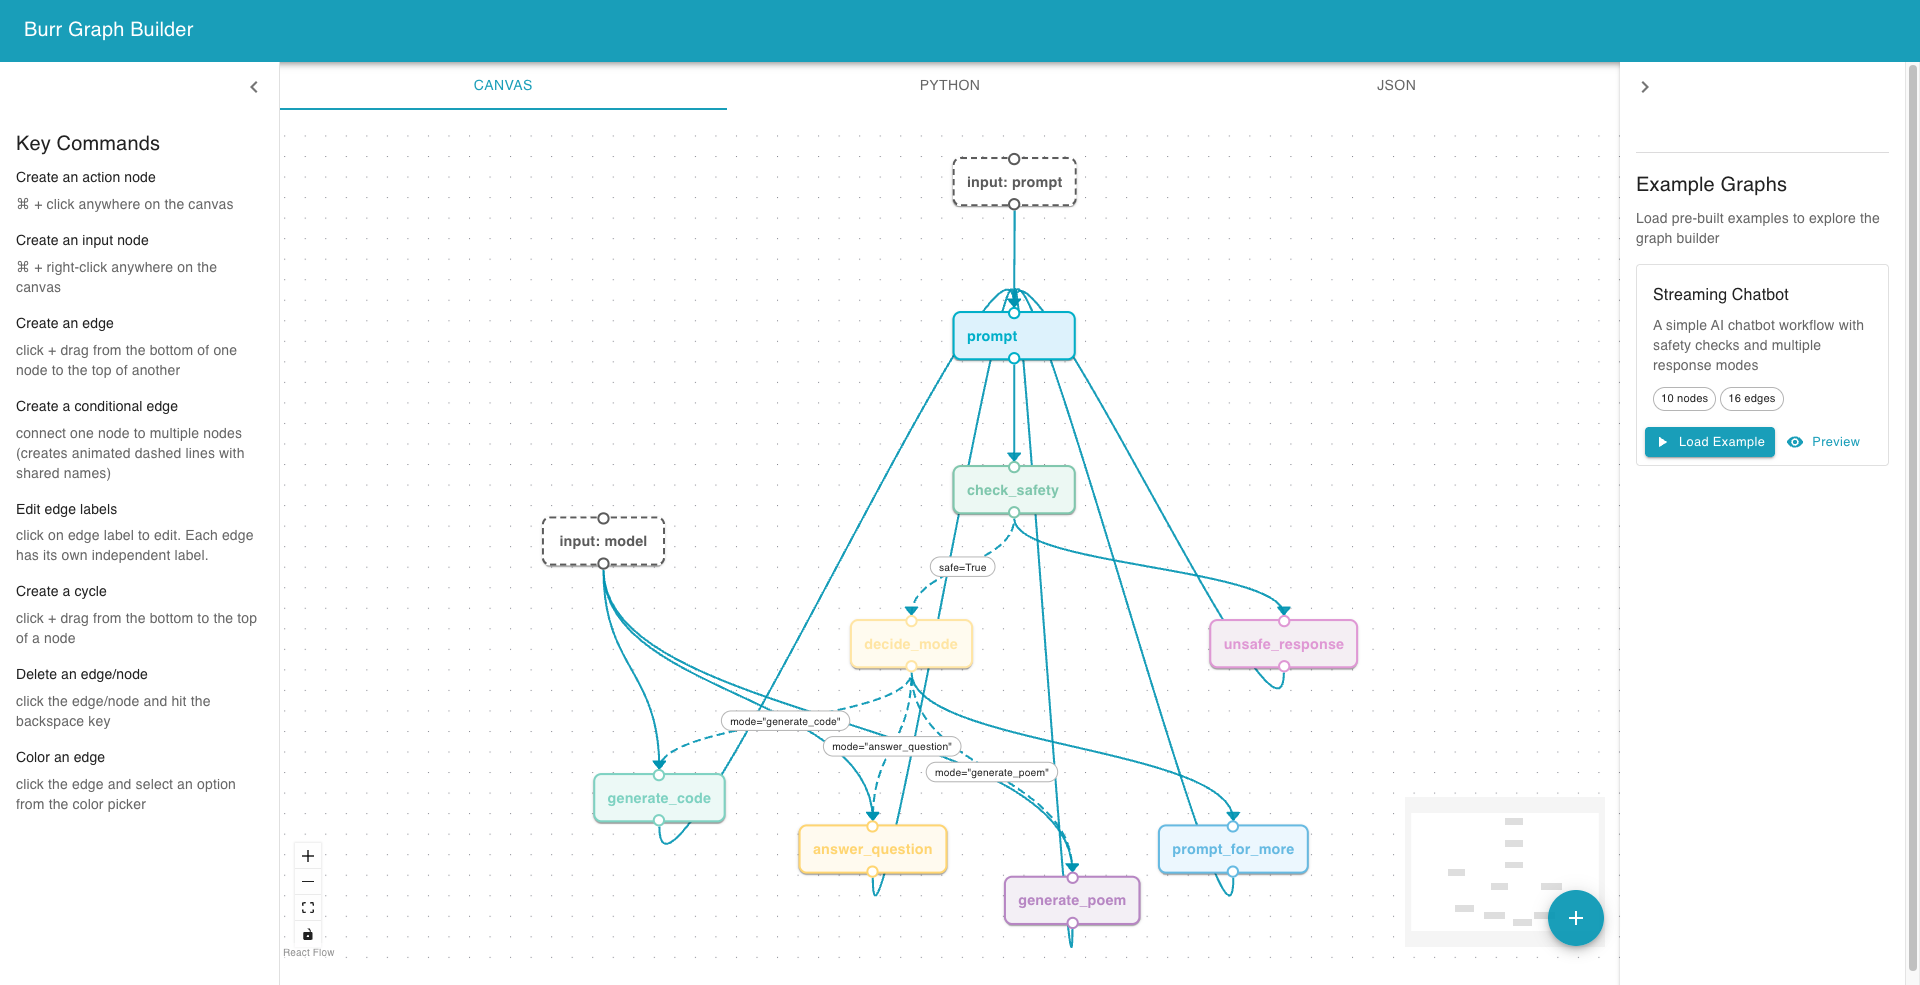 Burr Graph Builder
Key Commands
Create an action node
⌘ + click anywhere on the canvas
Create an input node
⌘ + right-click anywhere on the
canvas
Create an edge
click + drag from the bottom of one
node to the top of another
Create a conditional edge
connect one node to multiple nodes
(creates animated dashed lines with
shared names)
Edit edge labels
click on edge label to edit. Each edge
has its own independent label.
Create a cycle
click + drag from the bottom to the top
of a node
Delete an edge/node
click the edge/node and hit the
backspace key
Color an edge
click the edge and select an option
from the color picker
CANVAS
PYTHON
JSON
input: prompt
prompt
check_safety
input: model
safe=True
decide_mode
unsafe_response
mode="generate_code"
mode="answer_question"
mode="generate_poem"
generate_code
answer_question
prompt_for_more
generate_poem
React Flow
Example Graphs
Load pre-built examples to explore the
graph builder
Streaming Chatbot
A simple AI chatbot workflow with
safety checks and multiple
response modes
10 nodes
16 edges
Load Example
Preview